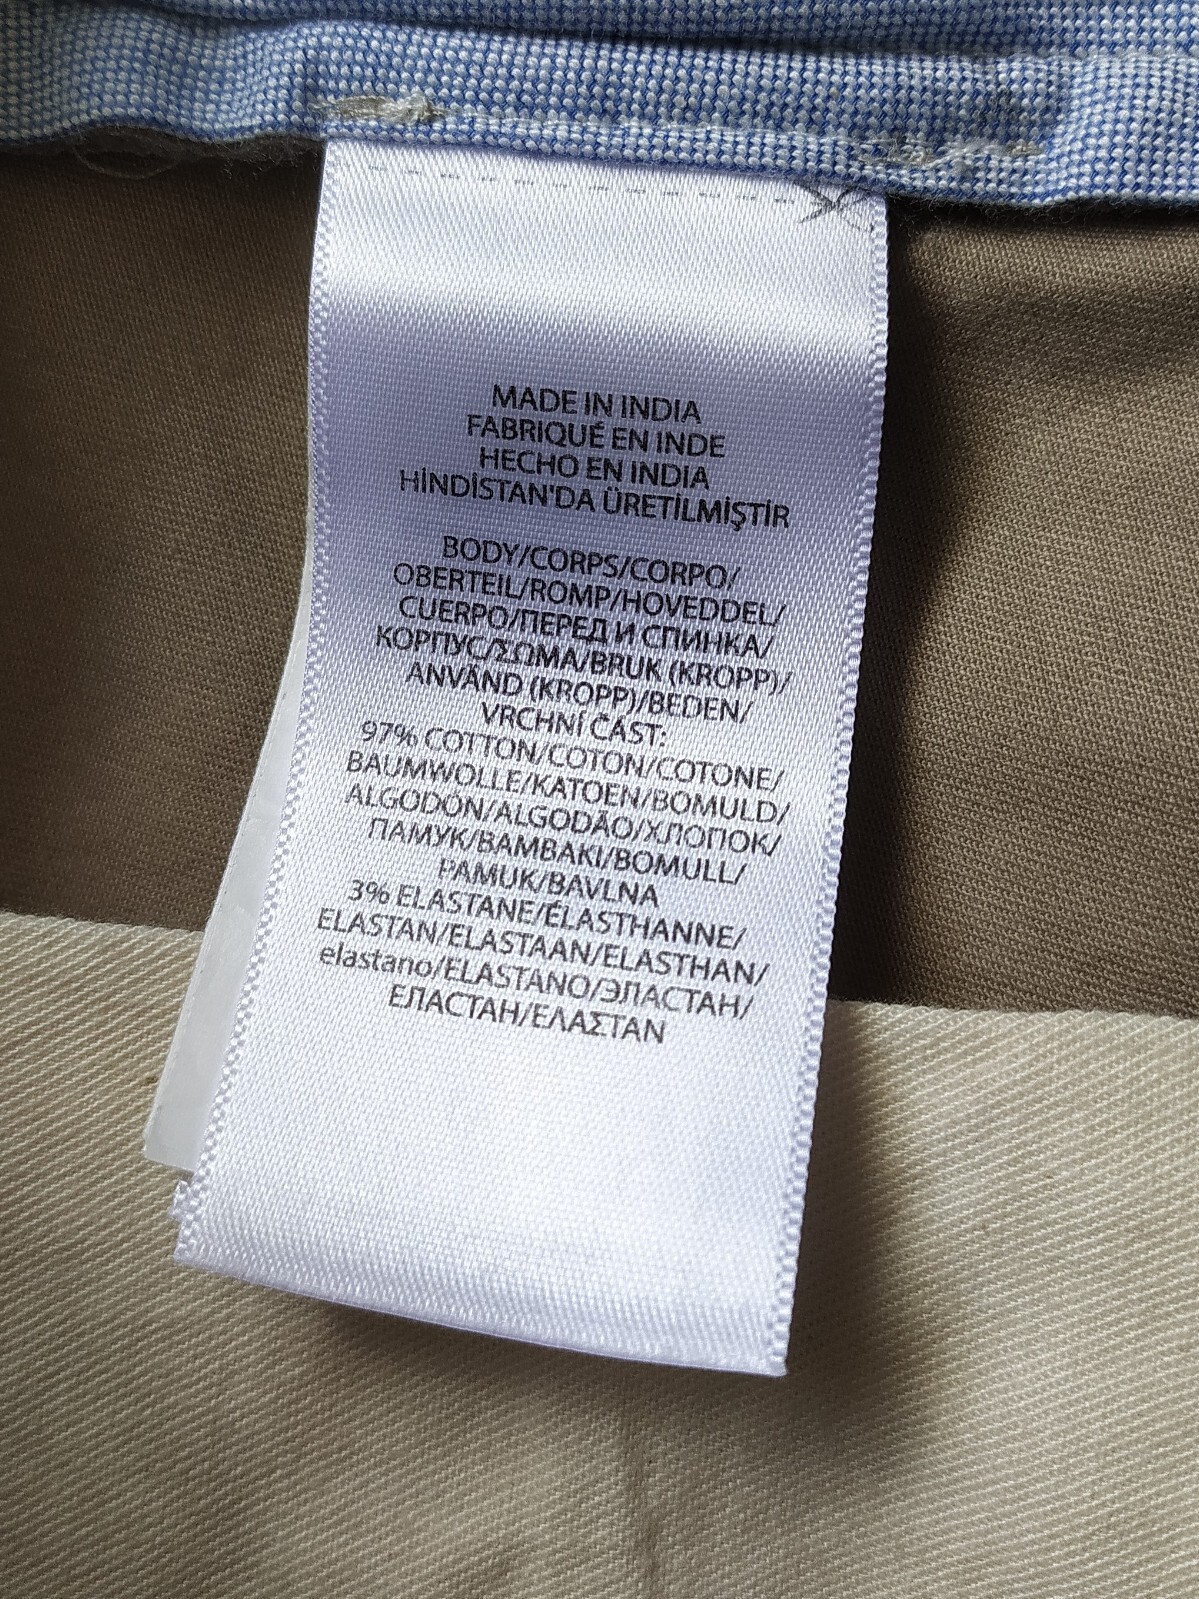 MADE IN INDIA
FABRIQUÉ EN INDE
HECHO EN INDIA
HİNDİSTAN'DA ÜRETİLMİŞTİR
BODY/CORPS/CORPO/
OBERTEIL/ROMP/HOVEDDEL/
CUERPO/ПЕРЕД И СПИНКА/
КОРПУС/ΣΩΜΑ/BRUK (KROPP)/
ANVÄND (KROPP)/BEDEN/
VRCHNÍ ČÁST:
97% COTTON/COTON/COTONE/
BAUMWOLLE/KATOEN/BOMULD/
ALGODÓN/ALGODÃO/ХЛОПОК/
ПАМУК/ΒΑΜΒΑΚΙ/BOMULL/
PAMUK/BAVLNA
3% ELASTANE/ÉLASTHANNE/
ELASTAN/ELASTAAN/ELASTHAN/
elastano/ELASTANO/ЭЛАСТАН/
ЕЛАСТАН/ΕΛΑΣΤΑΝ